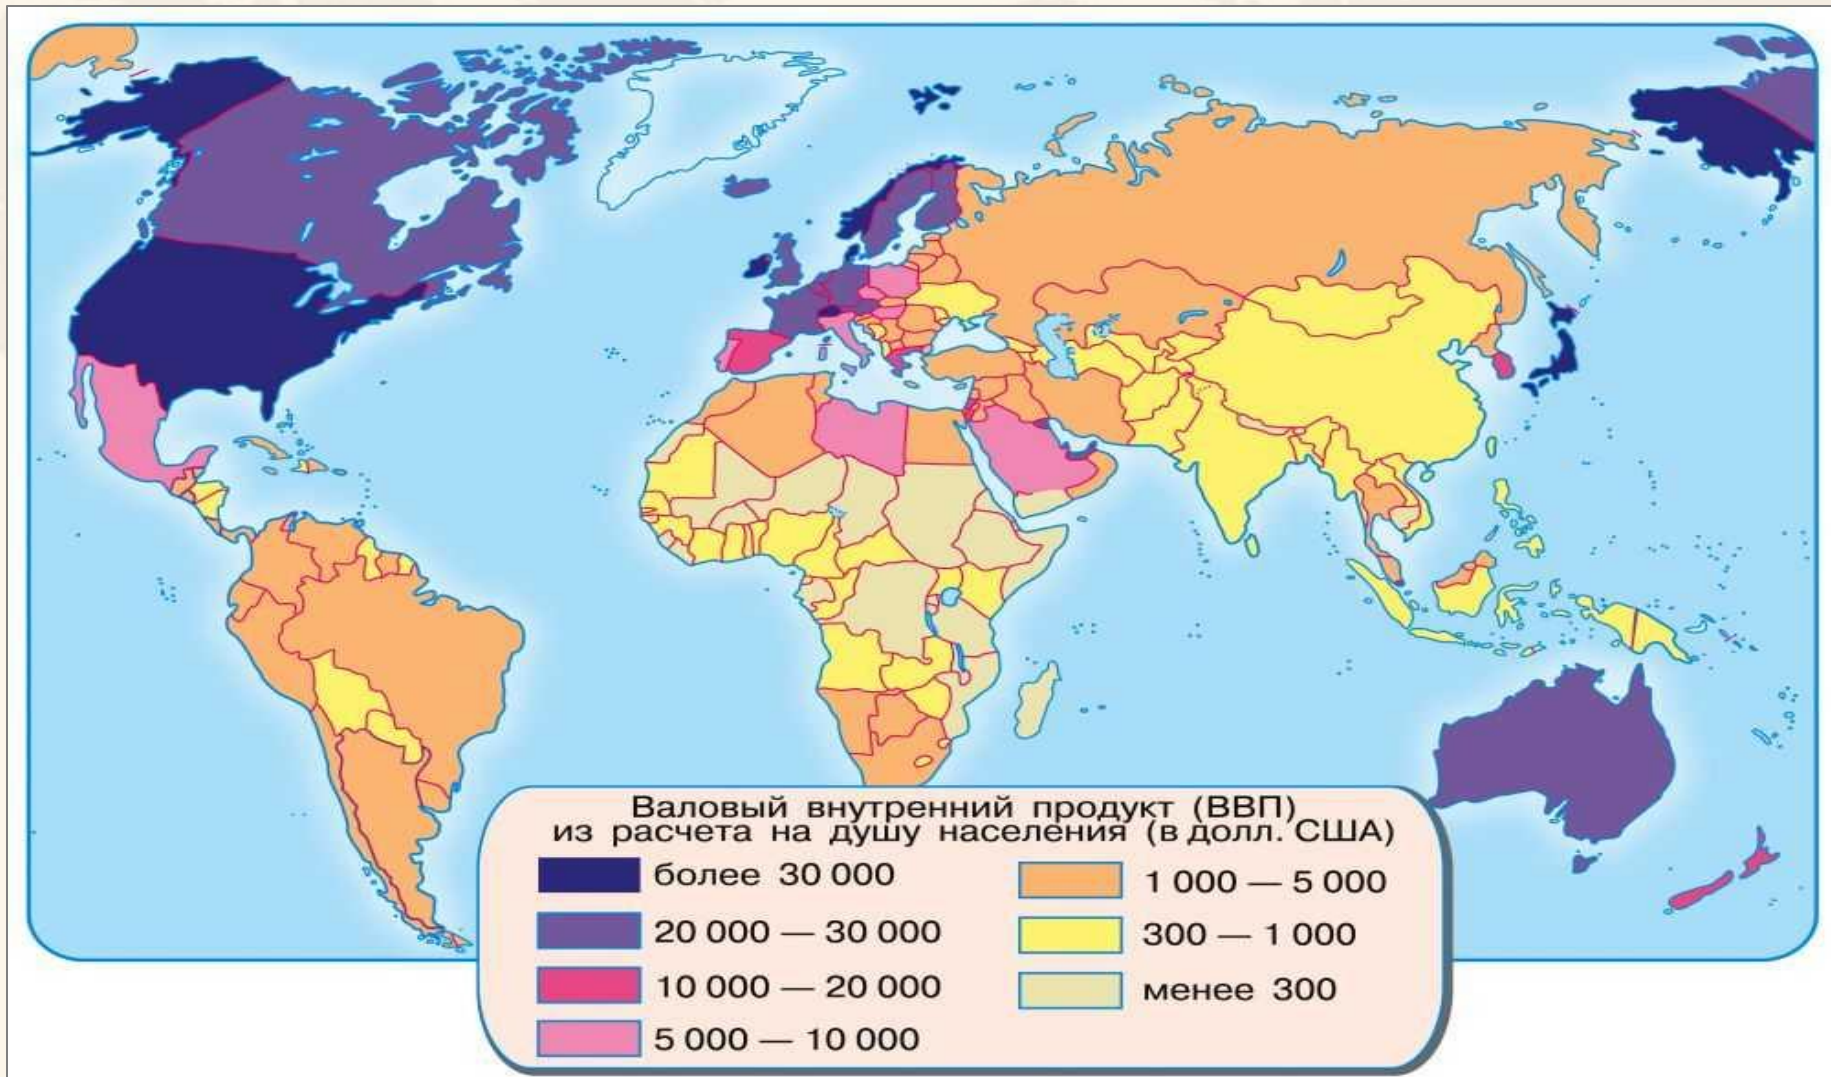 Валовый внутренний продукт (ВВП)
из расчета на душу населения (в долл. США)
более 30 000
20 000 — 30 000
10 000 — 20 000
5 000 — 10 000
1 000 — 5 000
300 — 1 000
менее 300